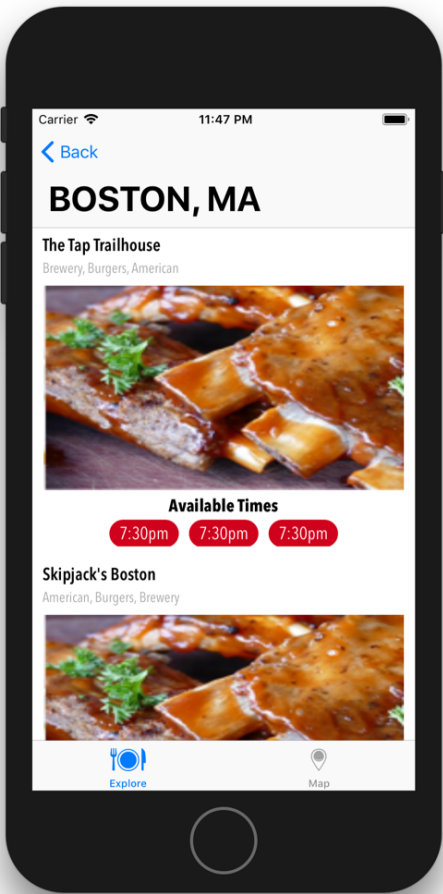 Carrier 11:47 PM
Back
BOSTON, MA
The Tap Trailhouse
Brewery, Burgers, American
Available Times
7:30pm 7:30pm 7:30pm
Skipjack's Boston
American, Burgers, Brewery
Explore Map